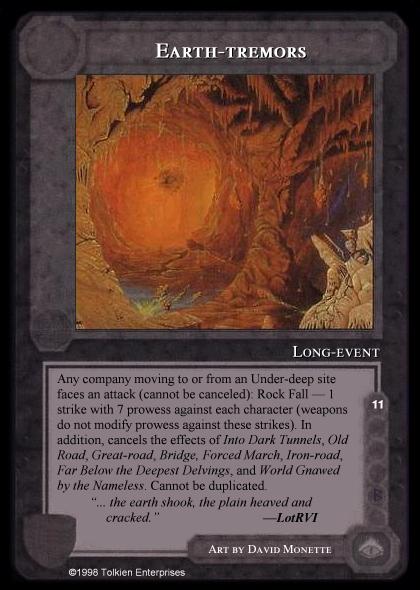 Earth-tremors
Long-event
Any company moving to or from an Under-deep site
faces an attack (cannot be canceled): Rock Fall — 1
strike with 7 prowess against each character (weapons
do not modify prowess against these strikes). In
addition, cancels the effects of Into Dark Tunnels, Old
Road, Great-road, Bridge, Forced March, Iron-road,
Far Below the Deepest Delvings, and World Gnawed
by the Nameless. Cannot be duplicated.
11
“... the earth shook, the plain heaved and
cracked.” —LotRVI
Art by David Monette
©1998 Tolkien Enterprises